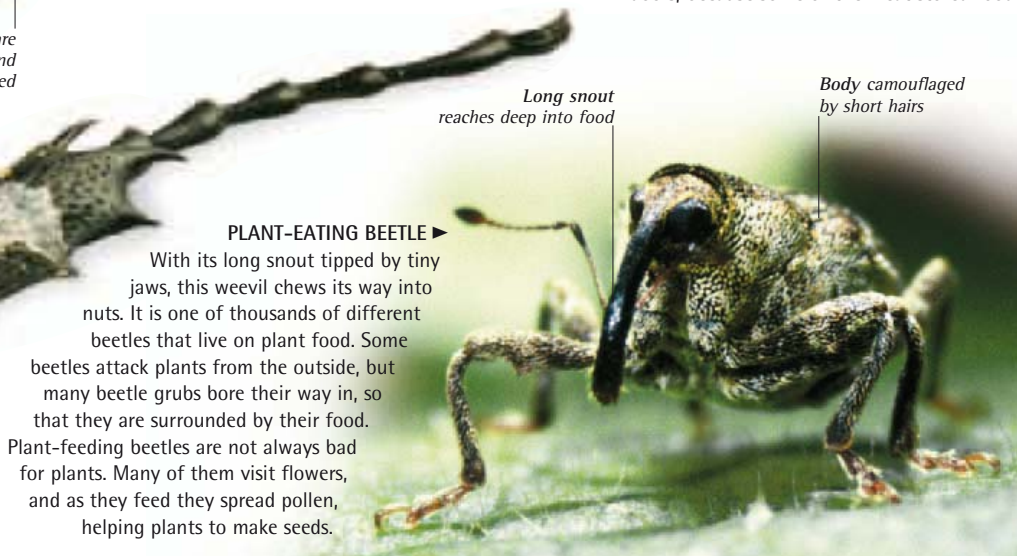 ed
Long snout
reaches deep into food
Body camouflaged
by short hairs
PLANT-EATING BEETLE ►
With its long snout tipped by tiny
jaws, this weevil chews its way into
nuts. It is one of thousands of different
beetles that live on plant food. Some
beetles attack plants from the outside, but
many beetle grubs bore their way in, so
that they are surrounded by their food.
Plant-feeding beetles are not always bad
for plants. Many of them visit flowers,
and as they feed they spread pollen,
helping plants to make seeds.